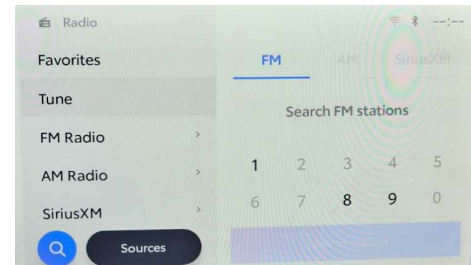 Radio
--:--
Favorites
Tune
FM Radio
AM Radio
SiriusXM
Sources
FM AM SiriusXM
Search FM stations
1 2 3 4 5
6 7 8 9 0